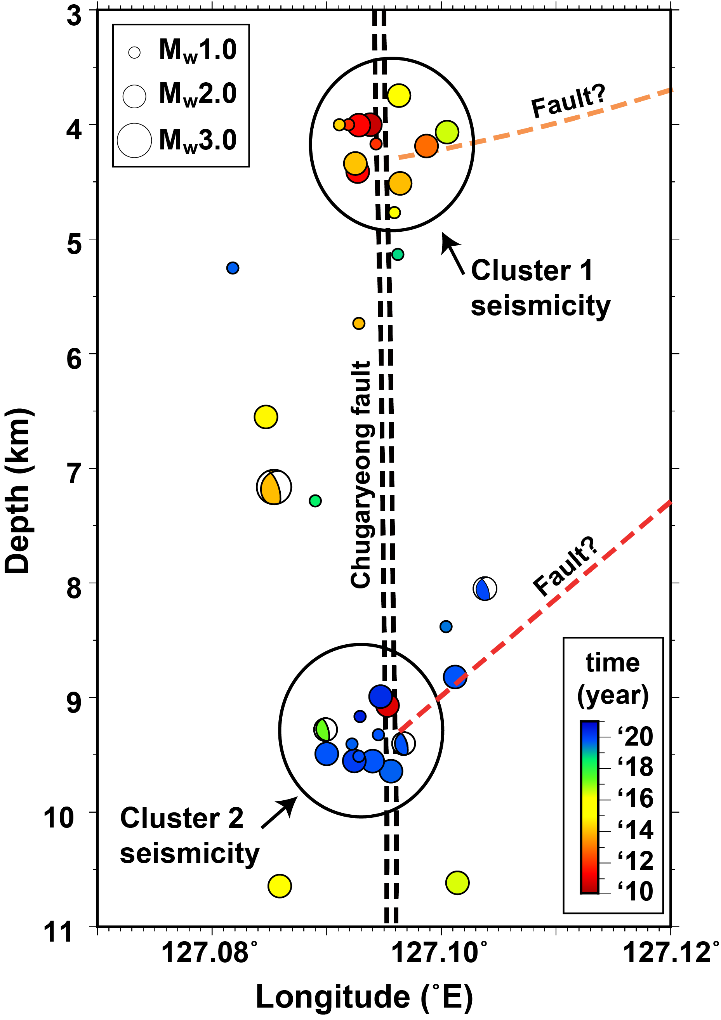 3
4
5
6
7
8
9
10
11
Depth (km)
Mw1.0
Mw2.0
Mw3.0
Fault?
Cluster 1
seismicity
Chugaryeong fault
Fault?
Cluster 2
seismicity
time
(year)
‘20
‘18
‘16
‘14
‘12
‘10
127.08˚
127.10˚
127.12˚
Longitude (˚E)